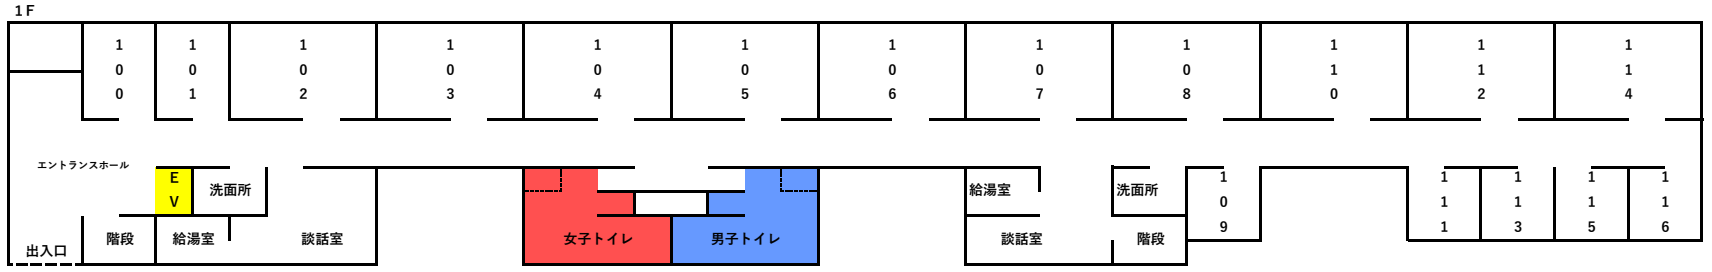 1F
100
101
102
103
104
105
106
107
108
110
112
114
エントランスホール
EV
洗面所
給湯室
洗面所
109
111
113
115
116
出入口
階段
給湯室
談話室
女子トイレ
男子トイレ
談話室
階段